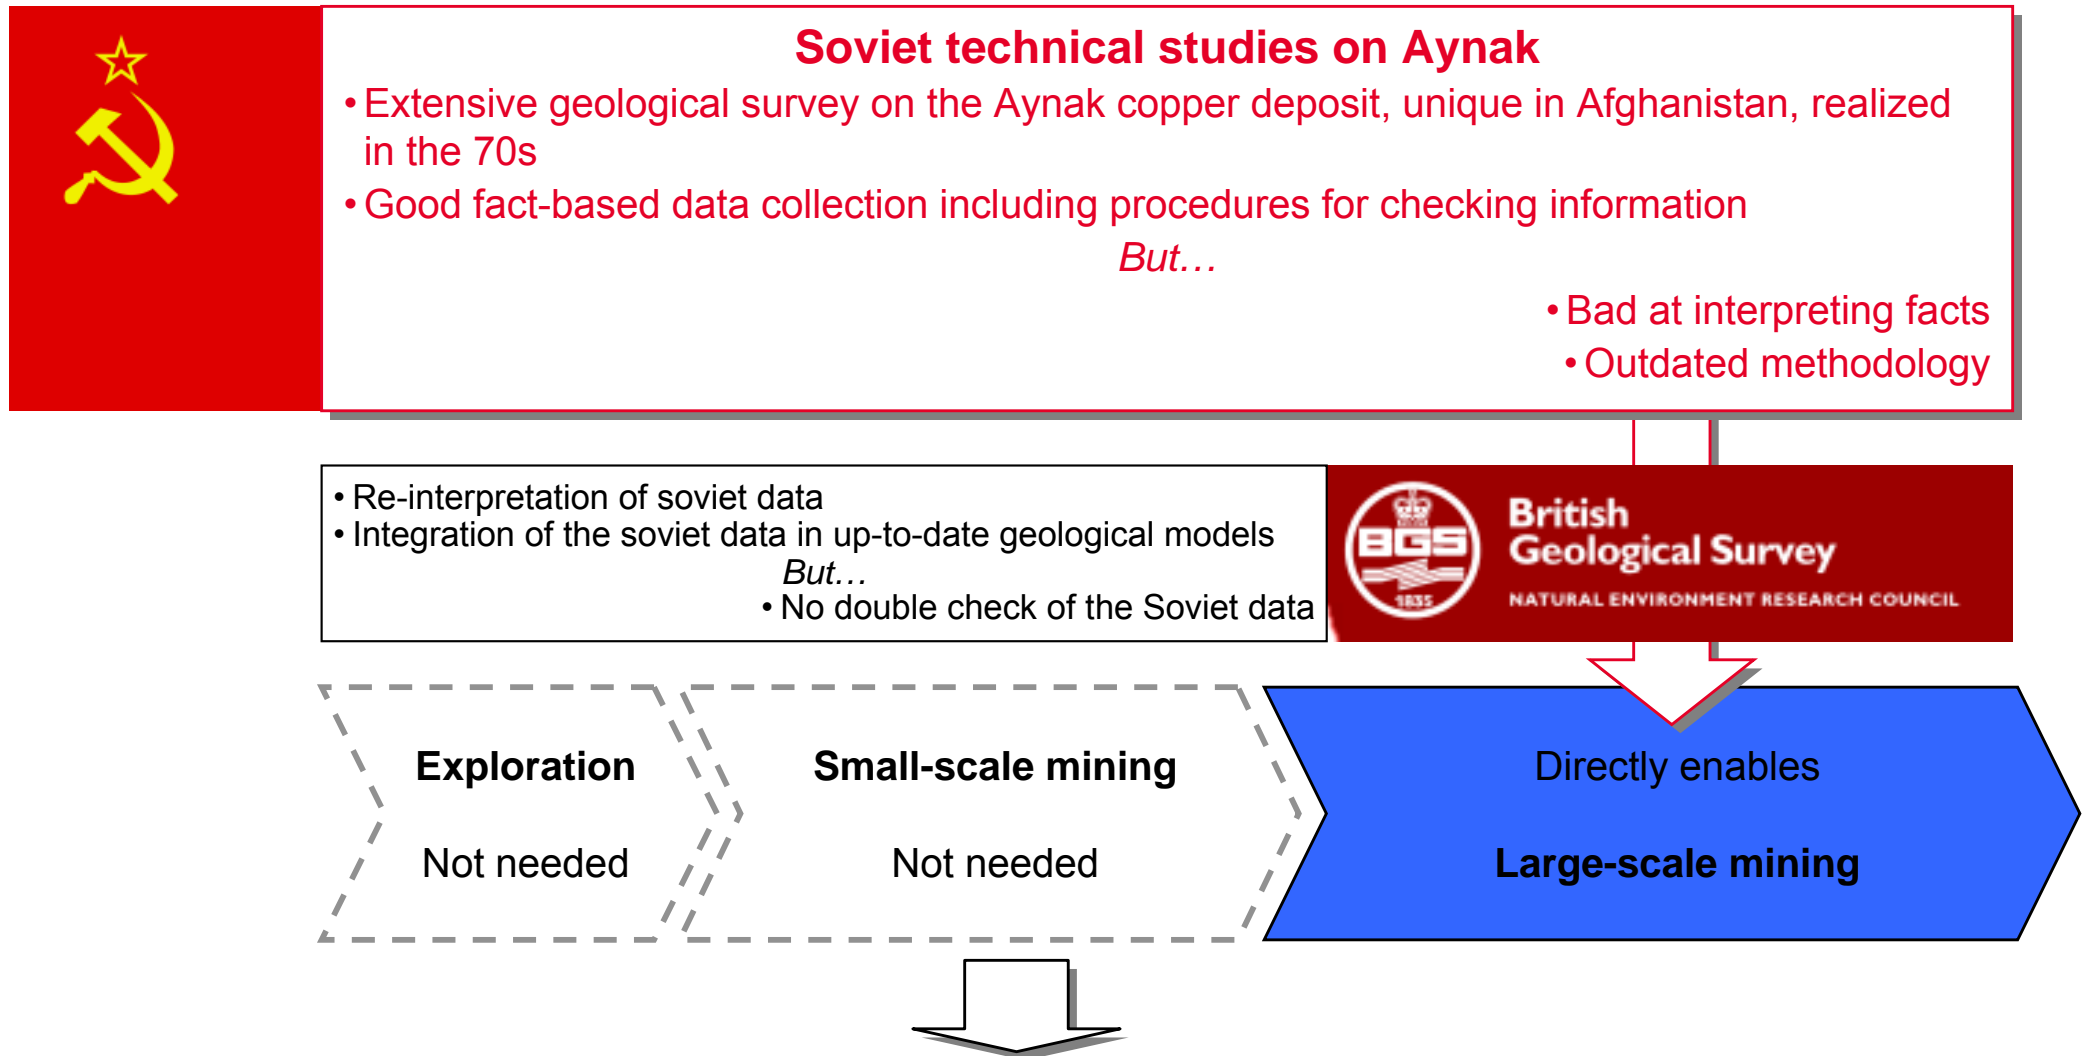 Soviet technical studies on Aynak
• Extensive geological survey on the Aynak copper deposit, unique in Afghanistan, realized
in the 70s
• Good fact-based data collection including procedures for checking information
But…
• Bad at interpreting facts
• Outdated methodology
• Re-interpretation of soviet data
• Integration of the soviet data in up-to-date geological models
But…
• No double check of the Soviet data
BGS
1835
British
Geological Survey
NATURAL ENVIRONMENT RESEARCH COUNCIL
Exploration
Not needed
Small-scale mining
Not needed
Directly enables
Large-scale mining